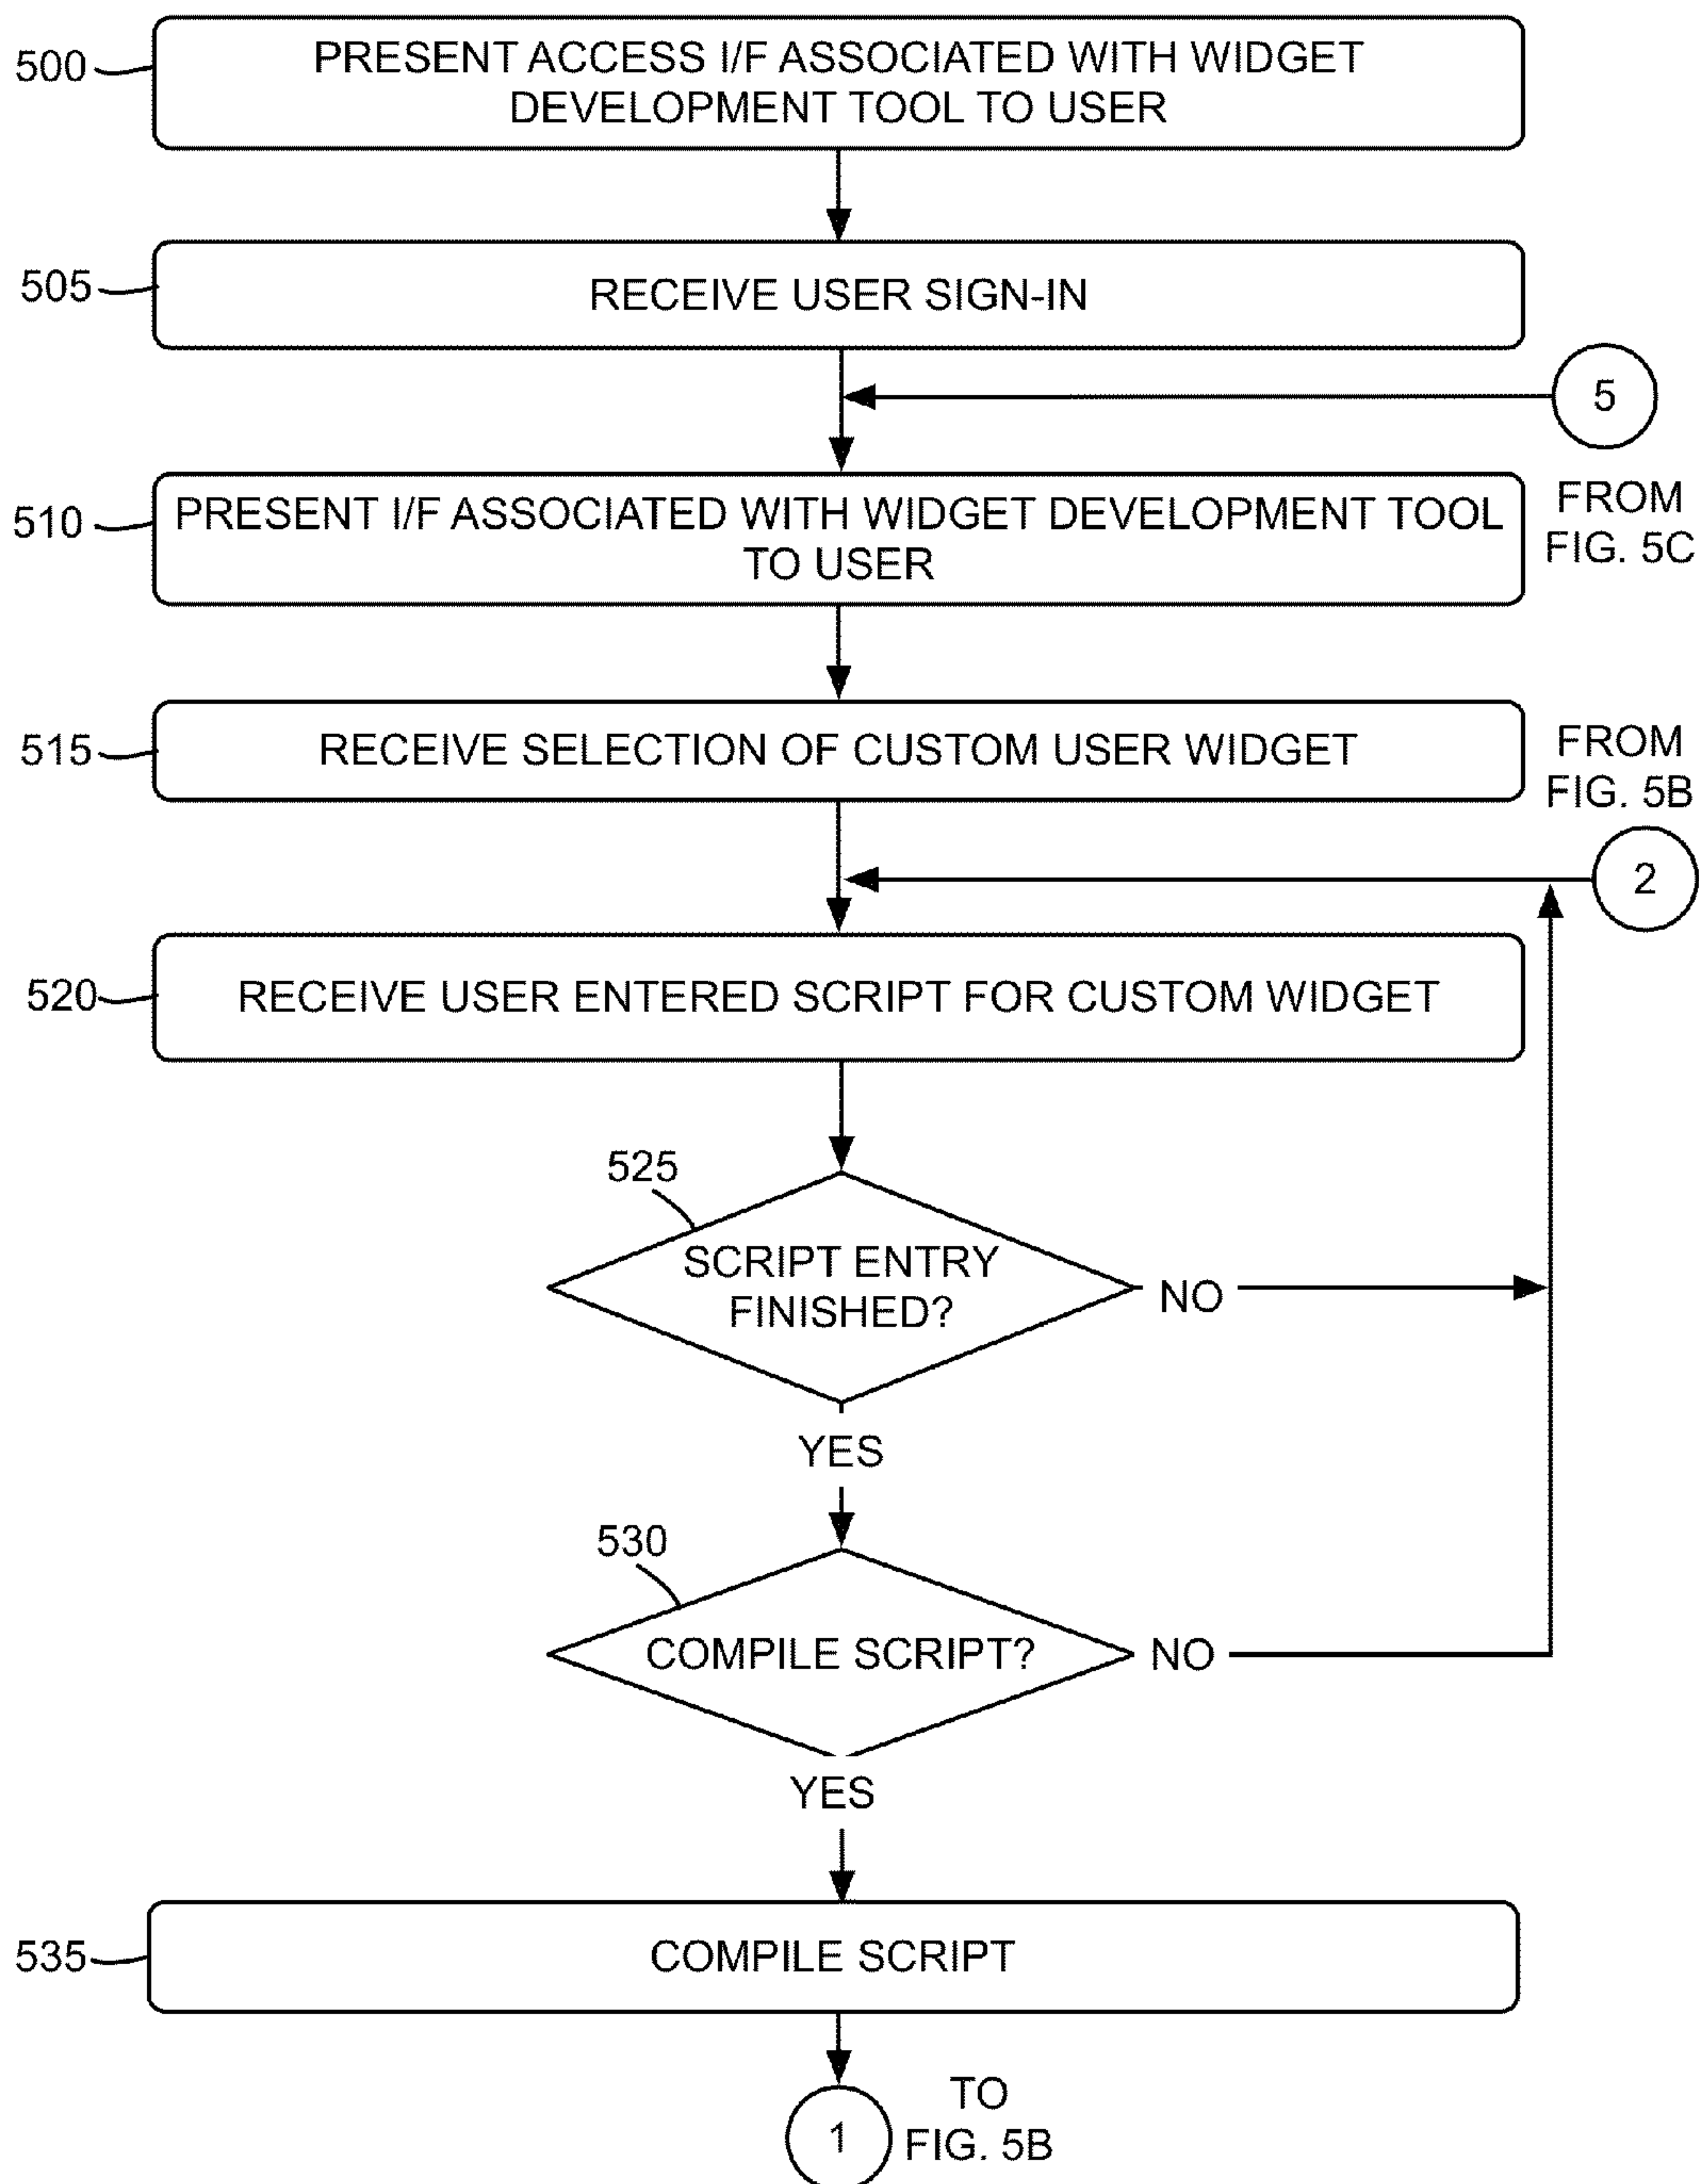 500
PRESENT ACCESS I/F ASSOCIATED WITH WIDGET
DEVELOPMENT TOOL TO USER
505
RECEIVE USER SIGN-IN
5
FROM
FIG. 5C
510
PRESENT I/F ASSOCIATED WITH WIDGET DEVELOPMENT TOOL
TO USER
515
RECEIVE SELECTION OF CUSTOM USER WIDGET
FROM
FIG. 5B
2
520
RECEIVE USER ENTERED SCRIPT FOR CUSTOM WIDGET
525
SCRIPT ENTRY
FINISHED?
NO
YES
530
COMPILE SCRIPT?
NO
YES
535
COMPILE SCRIPT
1
TO
FIG. 5B